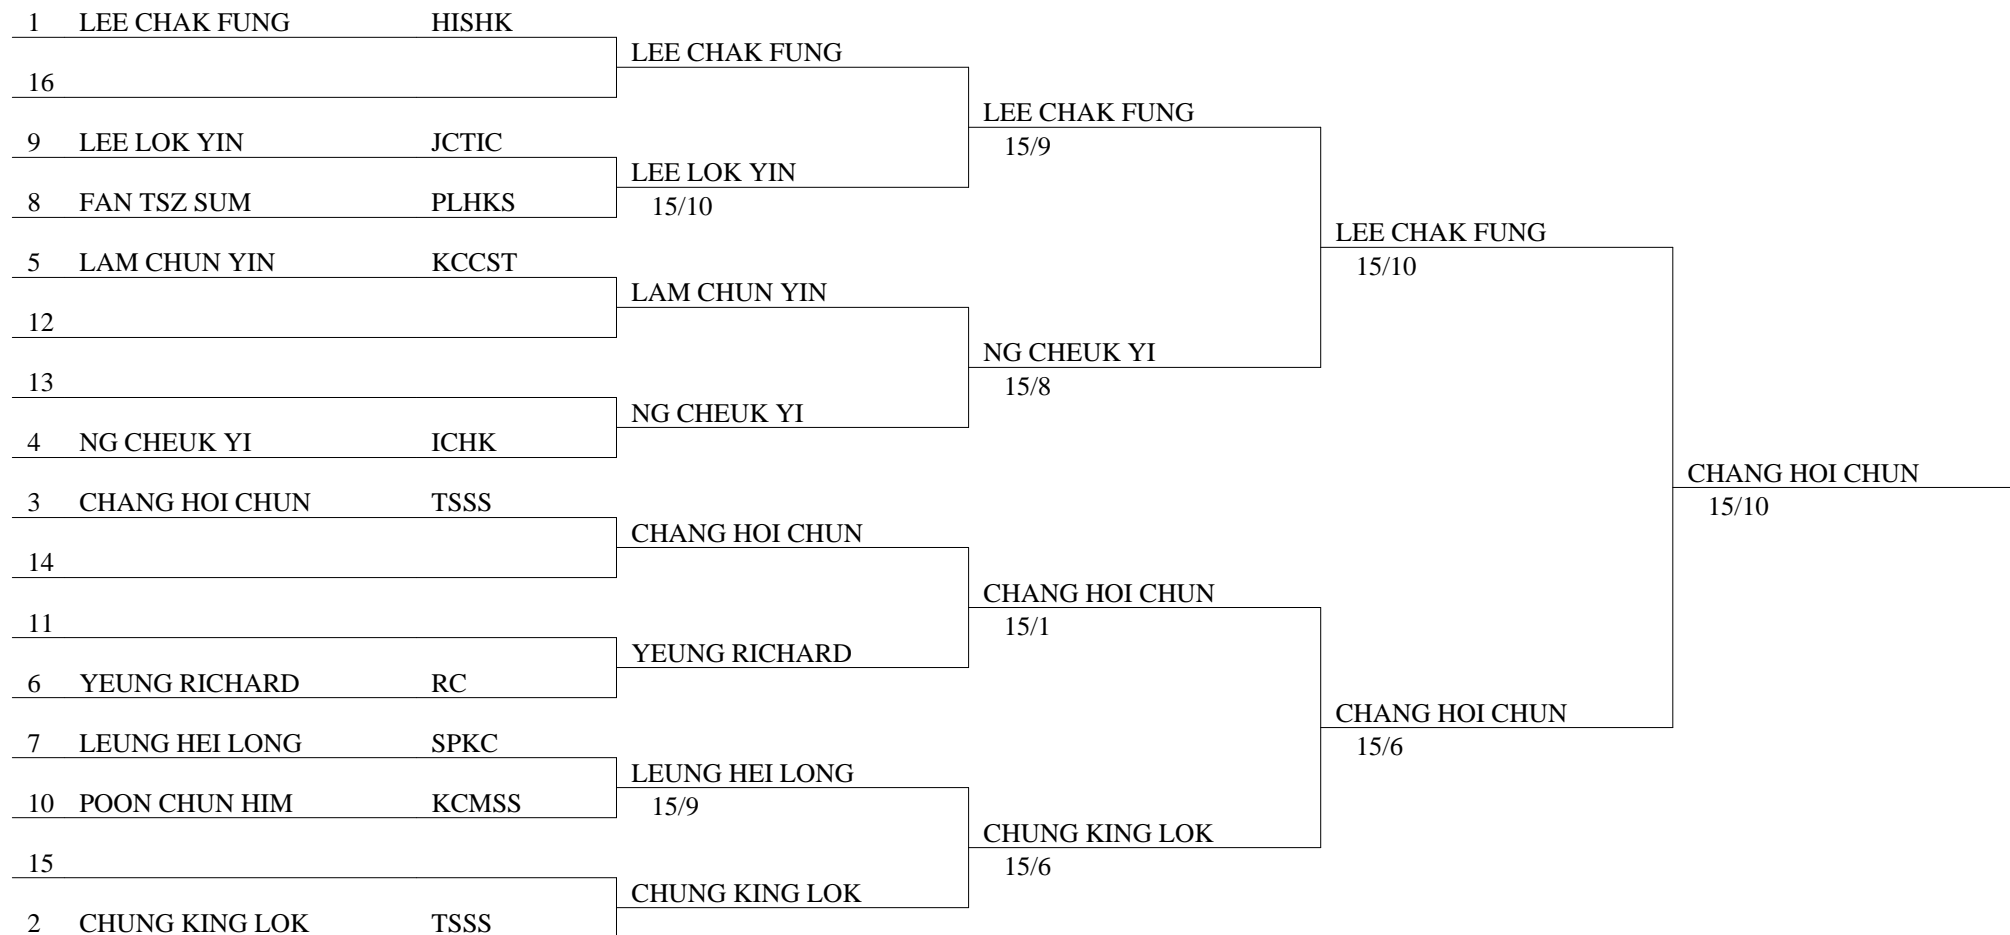 1 LEE CHAK FUNG HISHK
LEE CHAK FUNG
16
LEE CHAK FUNG
15/9
9 LEE LOK YIN JCTIC
LEE LOK YIN
15/10
8 FAN TSZ SUM PLHKS
LEE CHAK FUNG
15/10
5 LAM CHUN YIN KCCST
LAM CHUN YIN
12
NG CHEUK YI
15/8
13
NG CHEUK YI
4 NG CHEUK YI ICHK
CHANG HOI CHUN
15/10
3 CHANG HOI CHUN TSSS
CHANG HOI CHUN
14
CHANG HOI CHUN
15/1
11
YEUNG RICHARD
6 YEUNG RICHARD RC
CHANG HOI CHUN
15/6
7 LEUNG HEI LONG SPKC
LEUNG HEI LONG
15/9
10 POON CHUN HIM KCMSS
CHUNG KING LOK
15/6
15
CHUNG KING LOK
2 CHUNG KING LOK TSSS